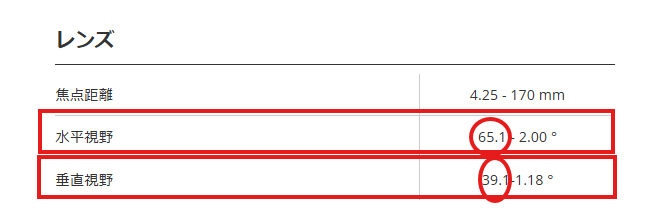 レンズ
焦点距離 4.25 - 170 mm
水平視野 65.1 - 2.00 °
垂直視野 39.1-1.18 °